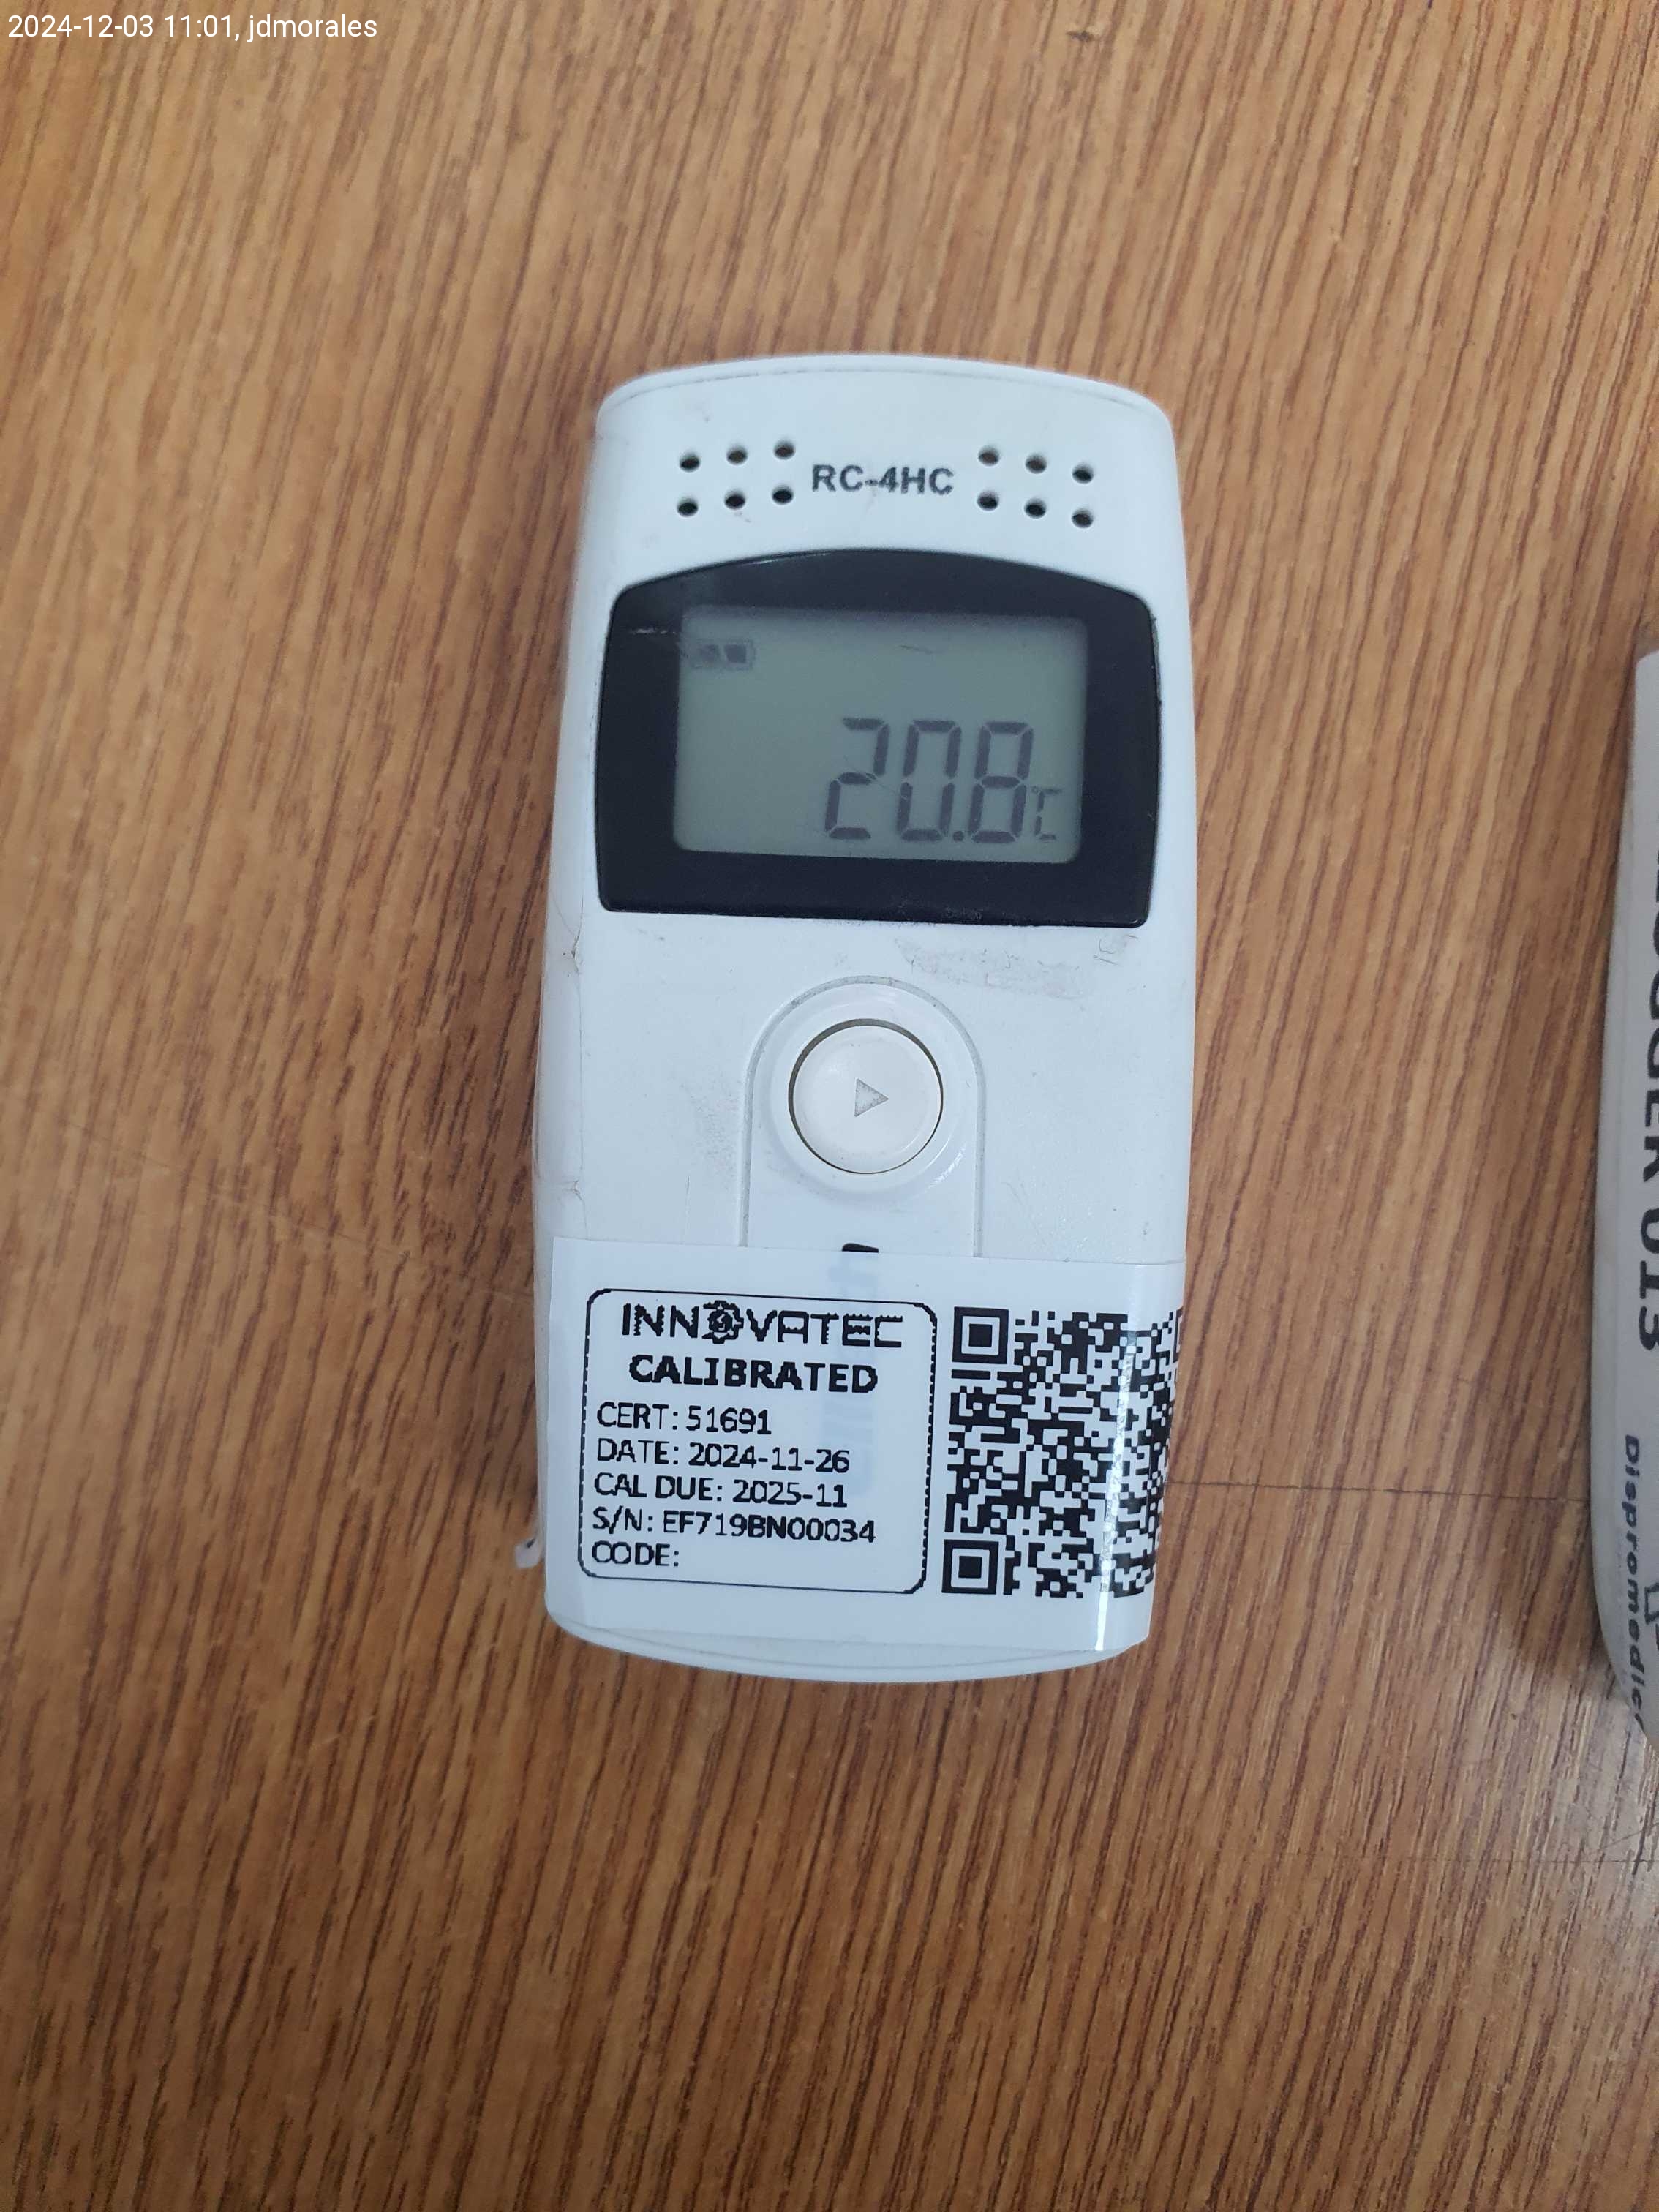 2024-12-03 11:01, jdmorales
RC-4HC
20.8℃
INNOVATEC
CALIBRATED
CERT: 51691
DATE: 2024-11-26
CAL DUE: 2025-11
S/N: EF719BN00034
CODE:
013